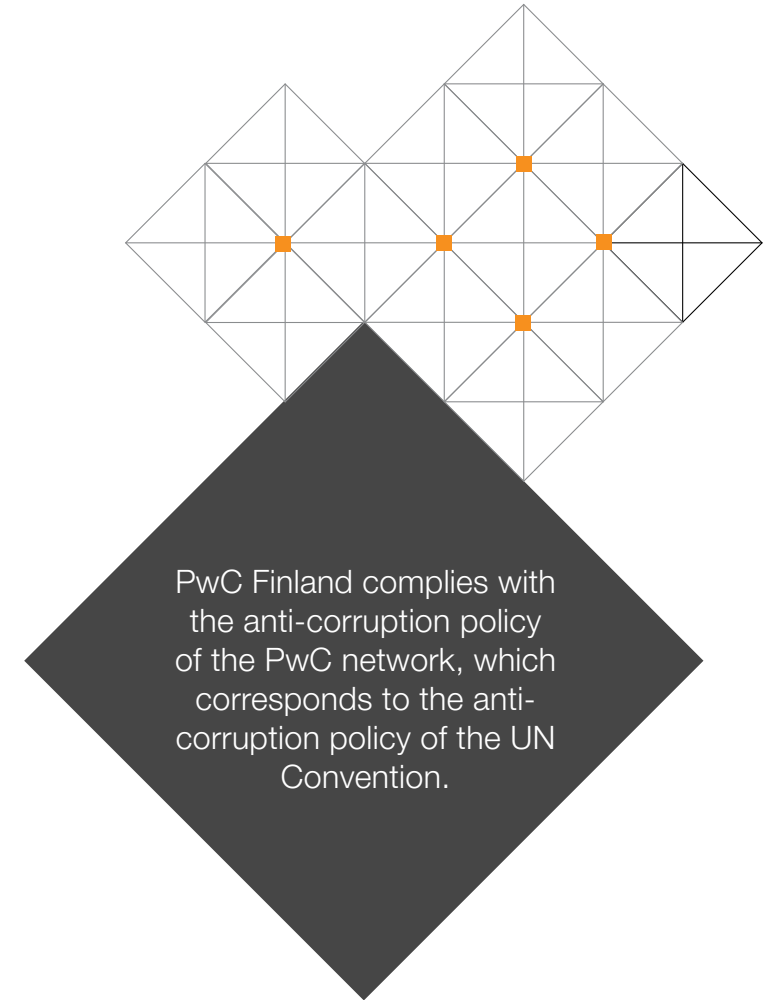 PwC Finland complies with
the anti-corruption policy
of the PwC network, which
corresponds to the anti-
corruption policy of the UN
Convention.